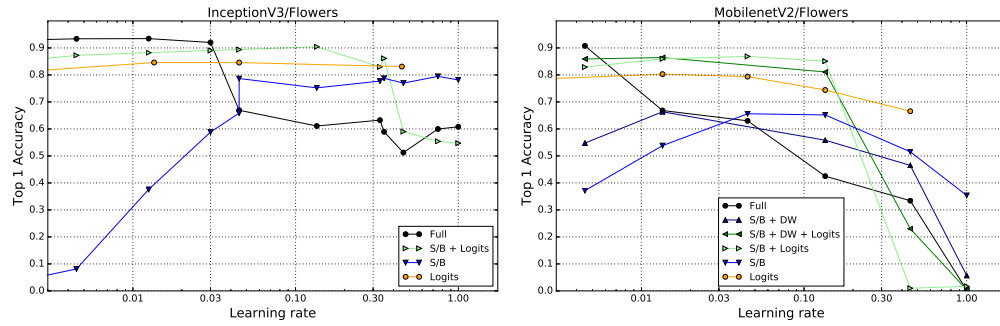 InceptionV3/Flowers
Top 1 Accuracy
0.9
0.8
0.7
0.6
0.5
0.4
0.3
0.2
0.1
0.0
0.01
0.03
0.10
0.30
1.00
Learning rate
Full
S/B + Logits
S/B
Logits
MobilenetV2/Flowers
Top 1 Accuracy
0.9
0.8
0.7
0.6
0.5
0.4
0.3
0.2
0.1
0.0
0.01
0.03
0.10
0.30
1.00
Learning rate
Full
S/B + DW
S/B + DW + Logits
S/B + Logits
S/B
Logits